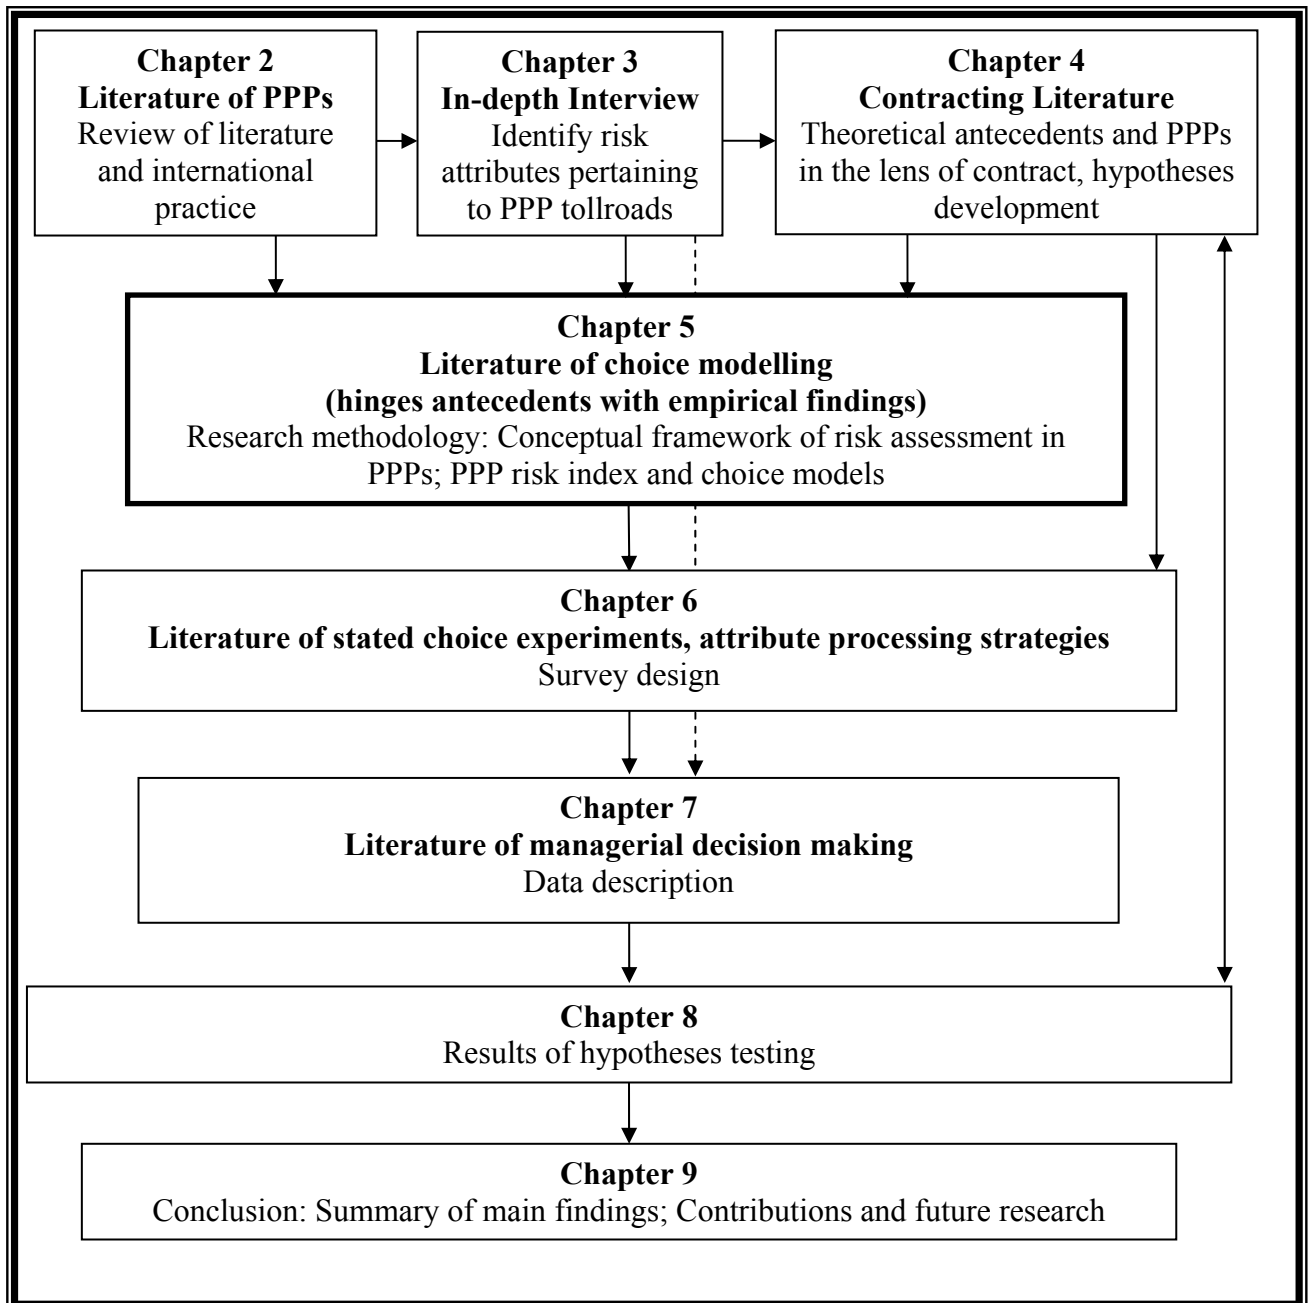 Chapter 2
Literature of PPPs
Review of literature
and international
practice
Chapter 3
In-depth Interview
Identify risk
attributes pertaining
to PPP tollroads
Chapter 4
Contracting Literature
Theoretical antecedents and PPPs
in the lens of contract, hypotheses
development
Chapter 5
Literature of choice modelling
(hinges antecedents with empirical findings)
Research methodology: Conceptual framework of risk assessment in
PPPs; PPP risk index and choice models
Chapter 6
Literature of stated choice experiments, attribute processing strategies
Survey design
Chapter 7
Literature of managerial decision making
Data description
Chapter 8
Results of hypotheses testing
Chapter 9
Conclusion: Summary of main findings; Contributions and future research